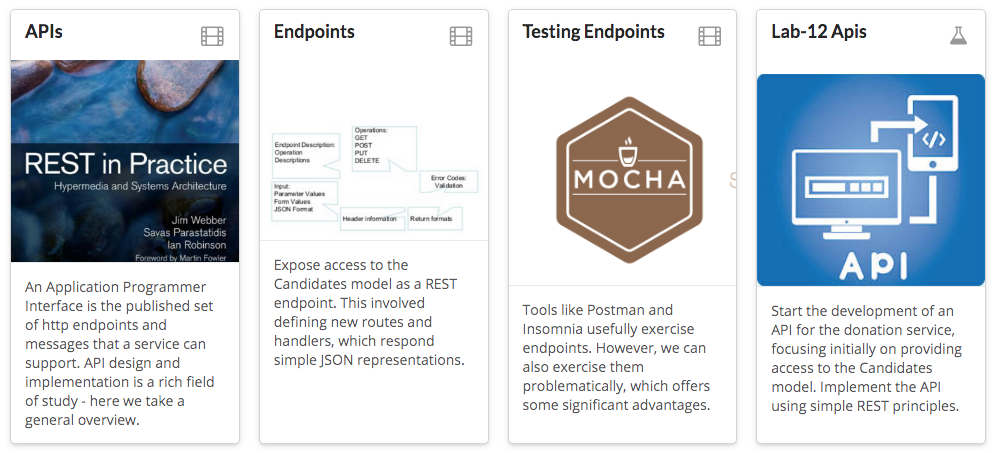 APIs
REST in Practice
Hypermedia and Systems Architecture
Jim Webber
Savas Parastatidis
Ian Robinson
Foreword by Martin Fowler
An Application Programmer
Interface is the published set
of http endpoints and
messages that a service can
support. API design and
implementation is a rich field
of study - here we take a
general overview.
Endpoints
Endpoint Description:
Operation
Descriptions
Operations:
GET
POST
PUT
DELETE
Error Codes:
Validation
Input:
Parameter Values
Form Values
JSON Format
Header information
Return formats
Expose access to the
Candidates model as a REST
endpoint. This involved
defining new routes and
handlers, which respond
simple JSON representations.
Testing Endpoints
MOCHA
S
Tools like Postman and
Insomnia usefully exercise
endpoints. However, we can
also exercise them
problematically, which offers
some significant advantages.
Lab-12 Apis
</>
API
Start the development of an
API for the donation service,
focusing initially on providing
access to the Candidates
model. Implement the API
using simple REST principles.